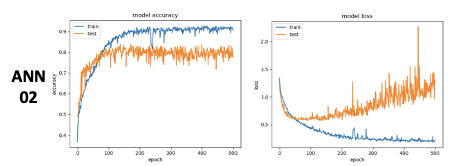 ANN
02
model accuracy
train
test
0.9
0.8
0.7
0.6
0.5
0.4
accuracy
0
100
200
300
400
500
epoch
model loss
train
test
2.0
1.5
1.0
0.5
loss
0
100
200
300
400
500
epoch